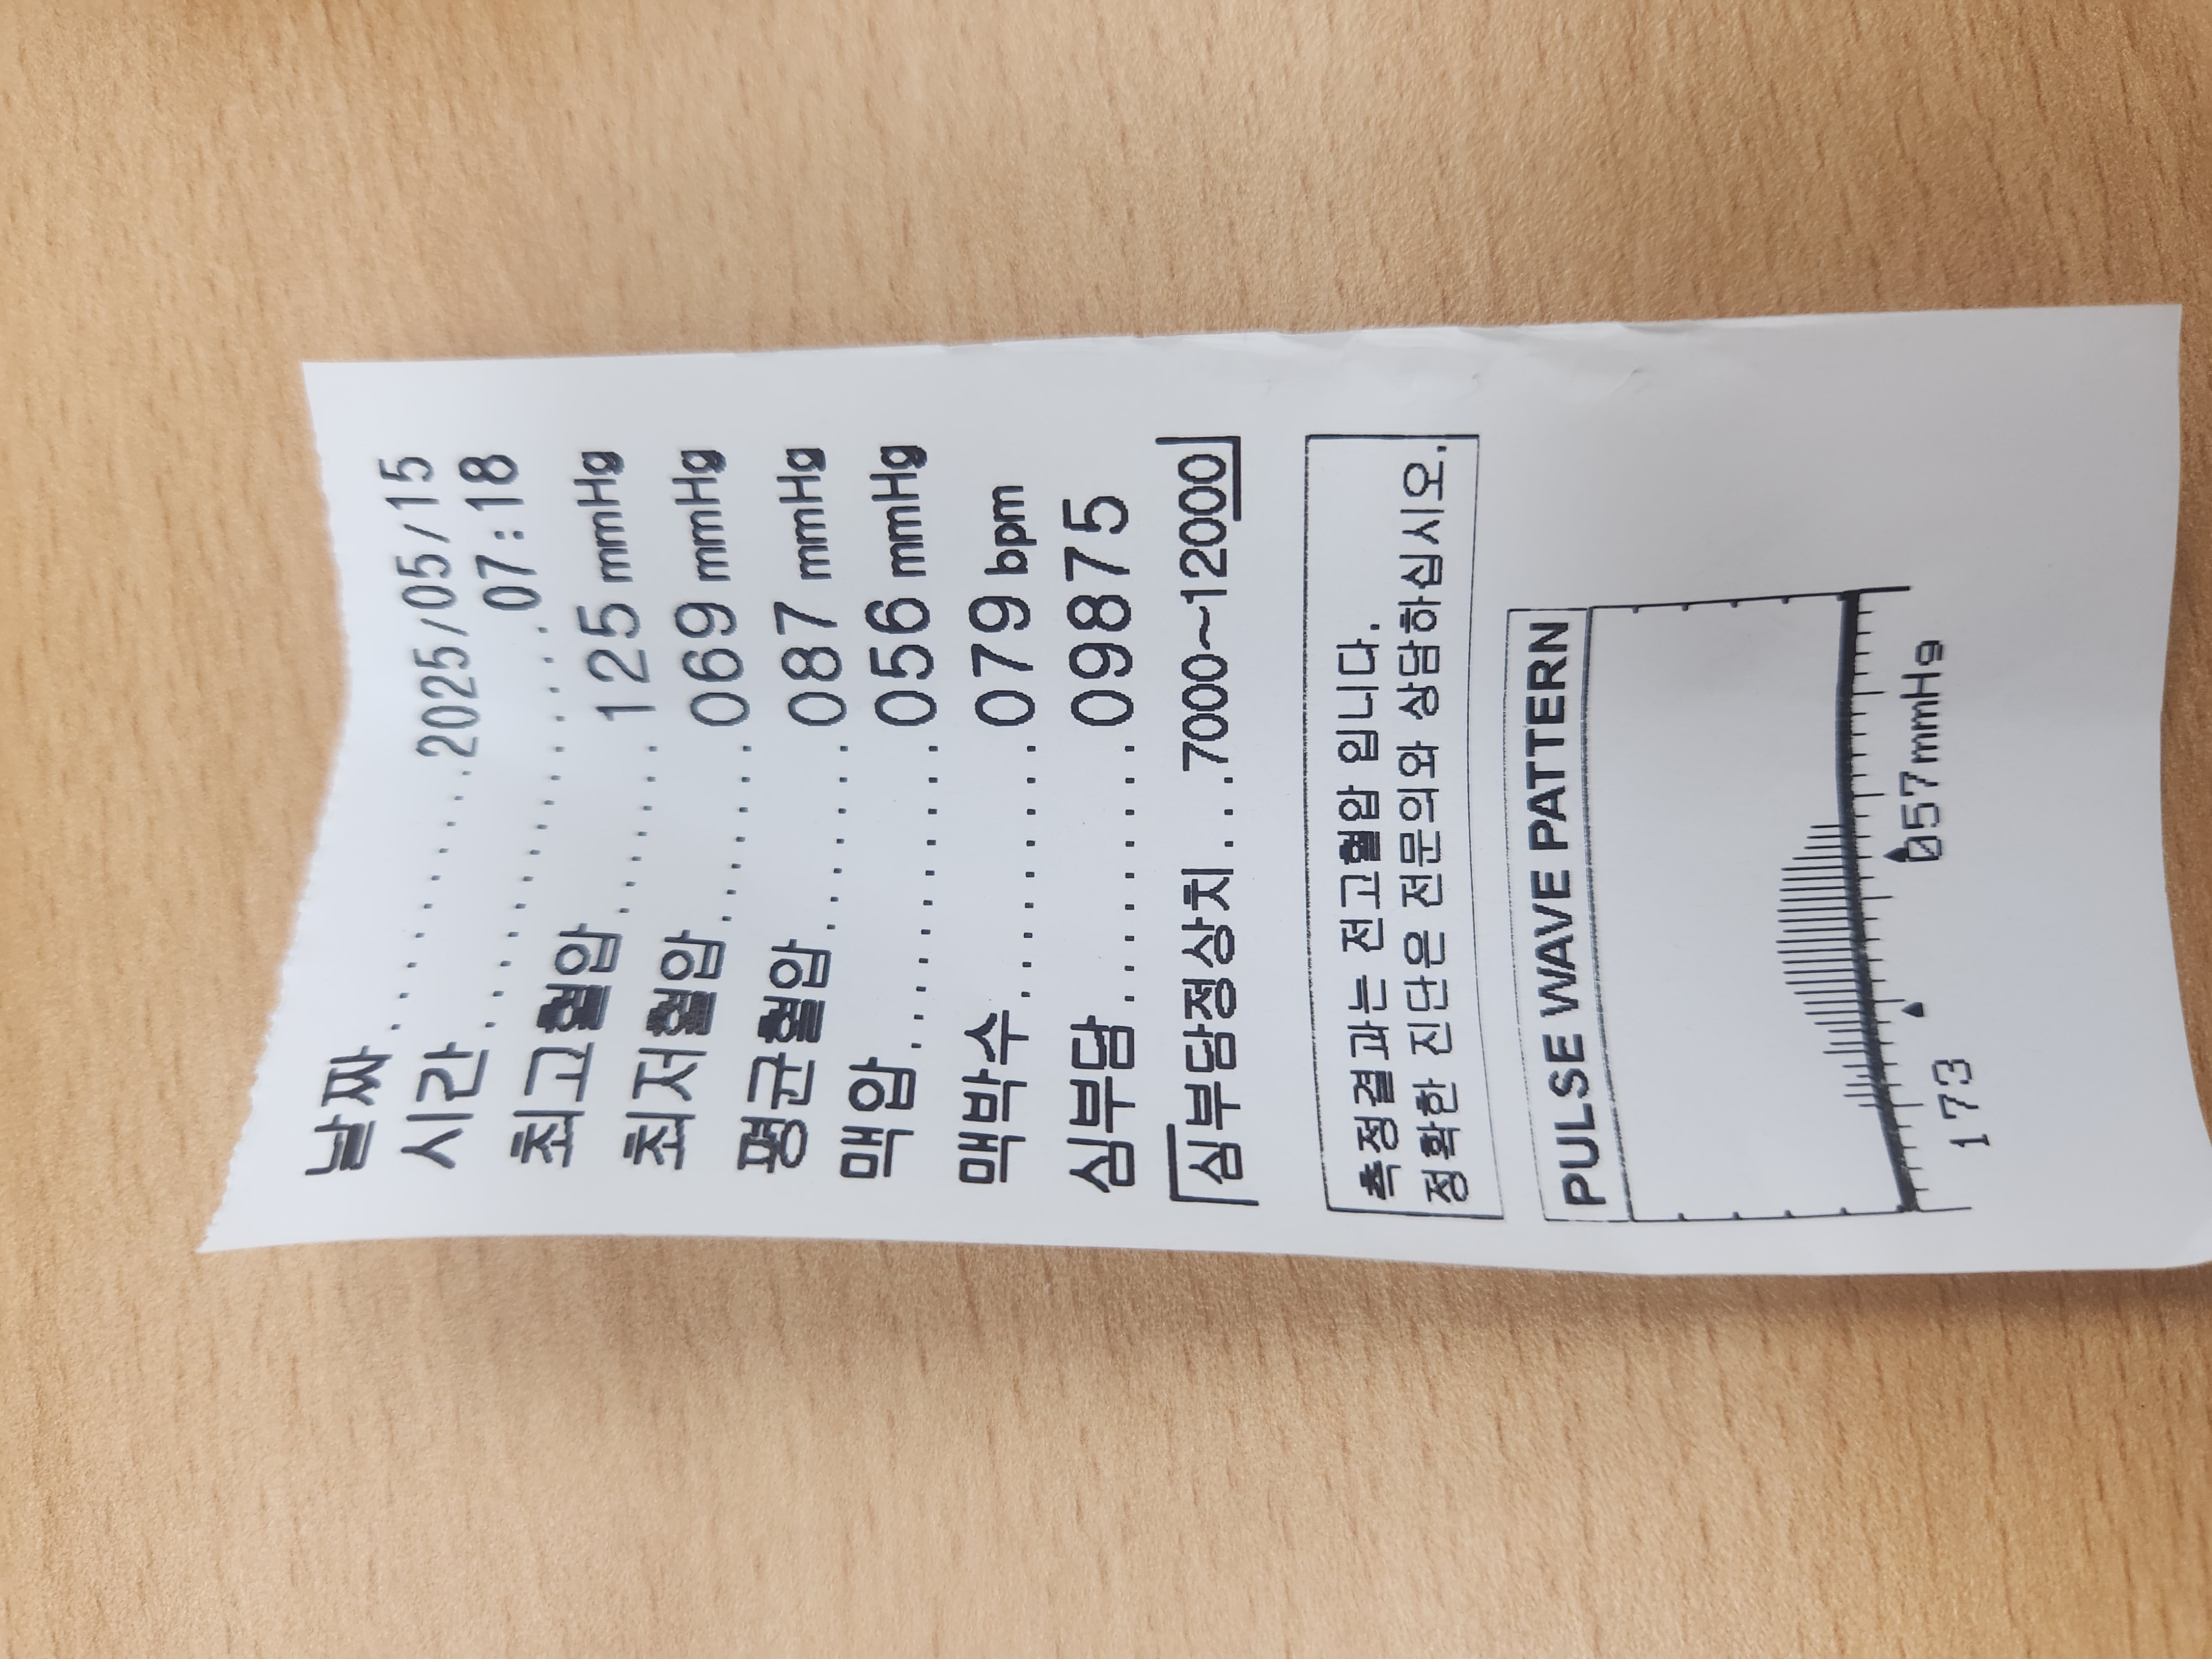 날짜..............2025/05/15
시간...................07:18
최고혈압.......125 mmHg
최저혈압.......069 mmHg
평균혈압.......087 mmHg
맥압...........056 mmHg
맥박수.........079 bpm
심부담.........09875
심부담정상치...7000~12000
측정결과는 전고혈압 입니다.
정확한 진단은 전문의와 상담하십시오.
PULSE WAVE PATTERN
173 057mmHg